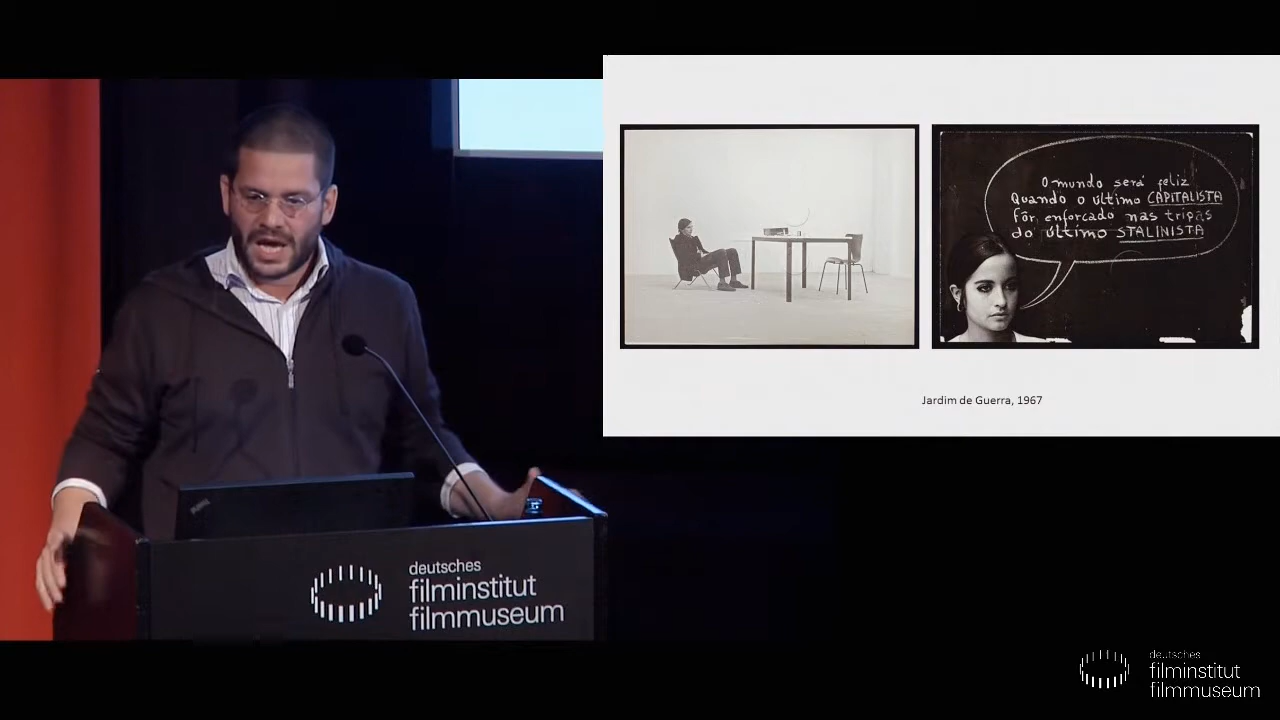 O mundo será feliz
Quando o último CAPITALISTA
fôr enforcado nas tripas
do último STALINISTA
Jardim de Guerra, 1967
deutsches
filminstitut
filmmuseum
deutsches
filminstitut
filmmuseum